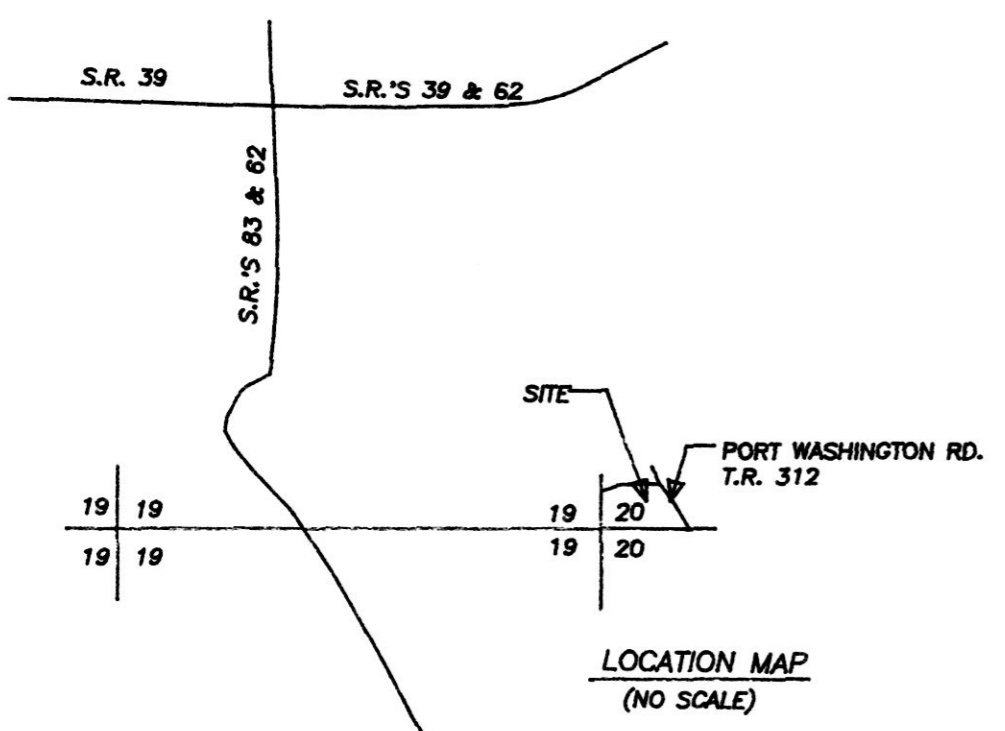 S.R. 39
S.R.'S 39 & 62
S.R.'S 83 & 62
SITE
PORT WASHINGTON RD.
T.R. 312
19 19
19 19
19 20
19 20
LOCATION MAP
(NO SCALE)